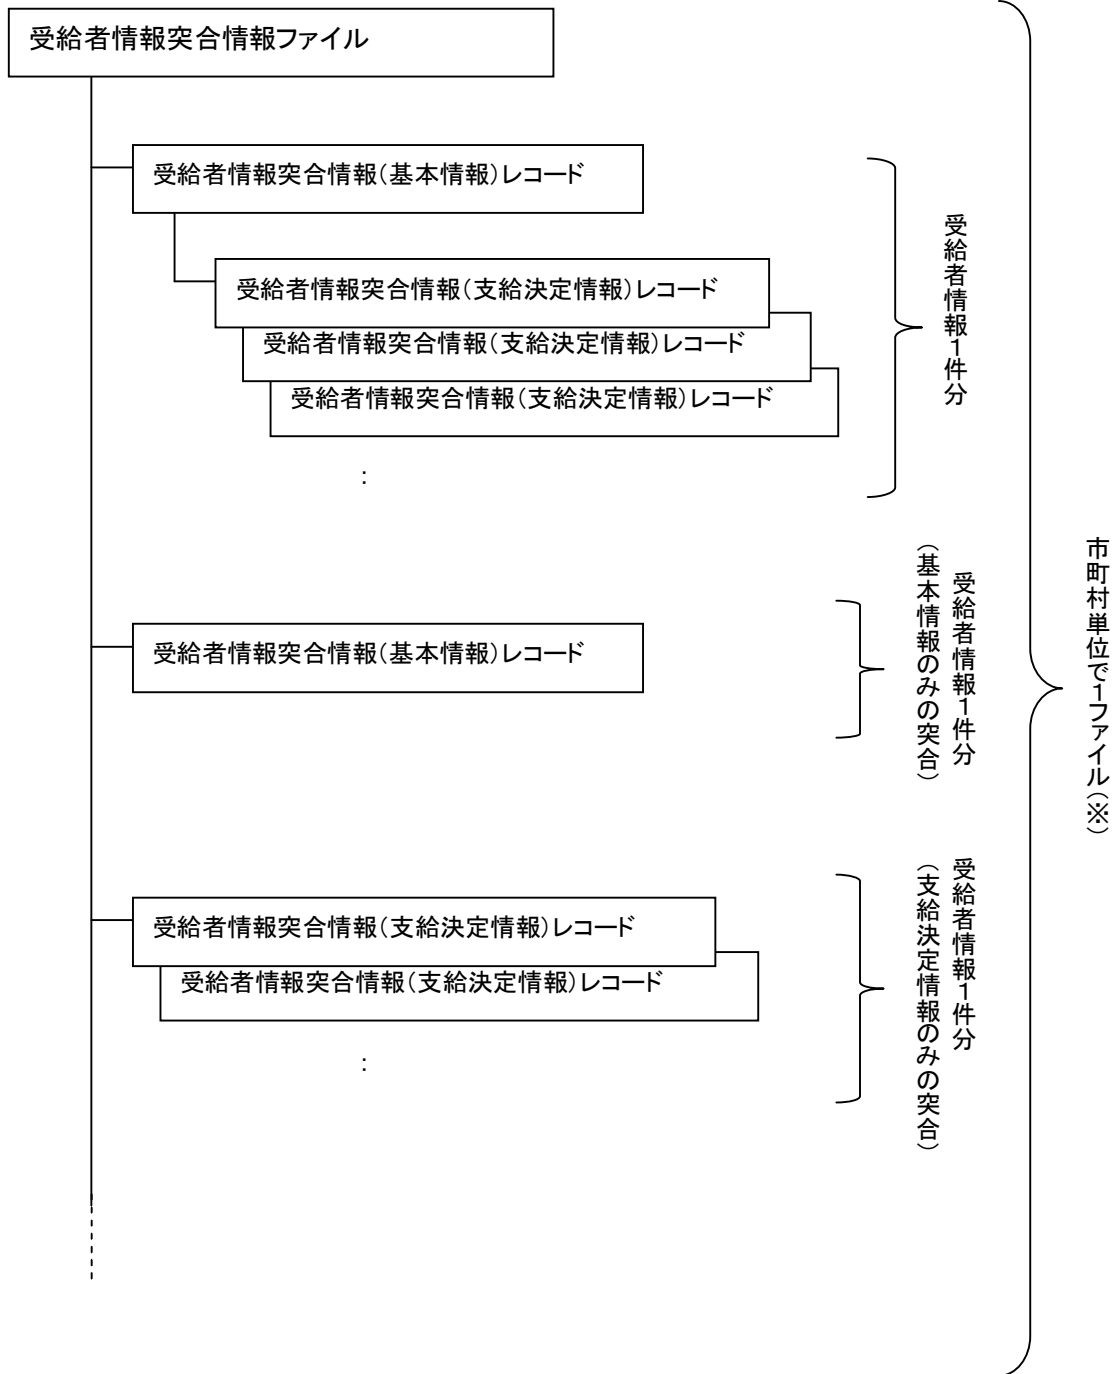 受給者情報突合情報ファイル
受給者情報突合情報（基本情報）レコード
受給者情報突合情報（支給決定情報）レコード
受給者情報突合情報（支給決定情報）レコード
受給者情報突合情報（支給決定情報）レコード
：
受給者情報１件分
受給者情報突合情報（基本情報）レコード
受給者情報１件分
（基本情報のみの突合）
受給者情報突合情報（支給決定情報）レコード
受給者情報突合情報（支給決定情報）レコード
：
受給者情報１件分
（支給決定情報のみの突合）
市町村単位で１ファイル（※）